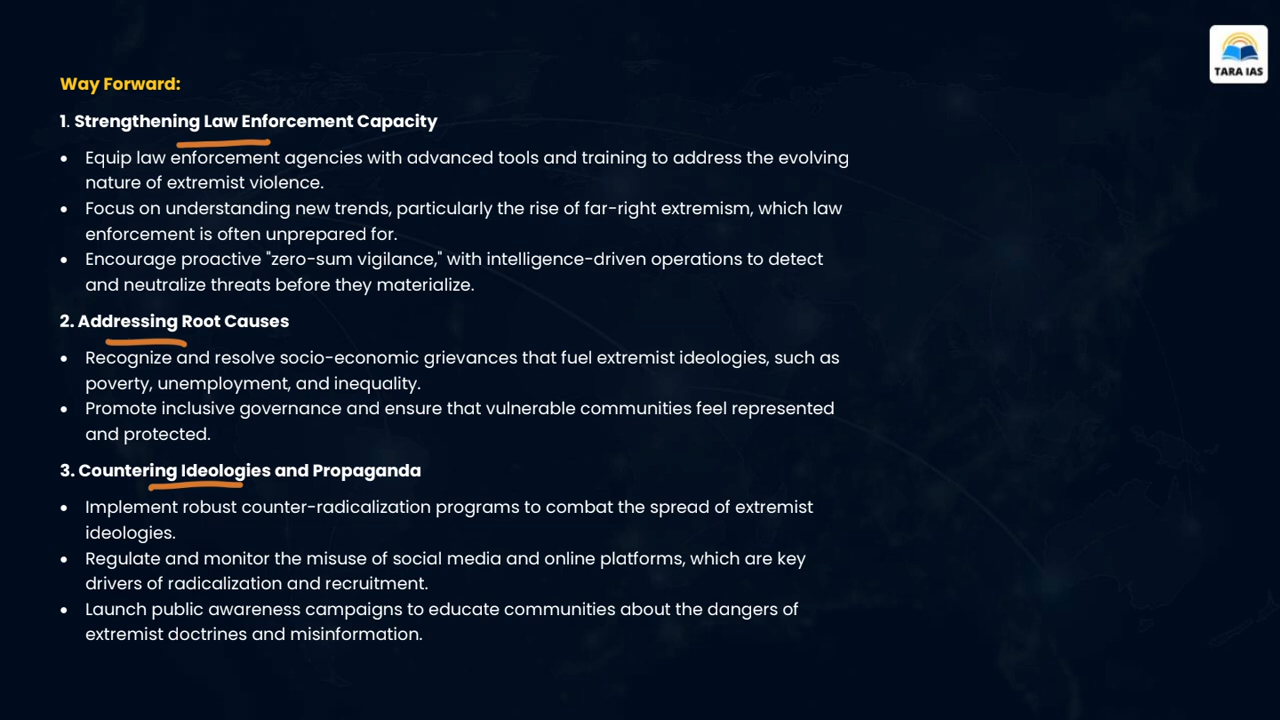 TARA IAS
Way Forward:
1. Strengthening Law Enforcement Capacity
• Equip law enforcement agencies with advanced tools and training to address the evolving
nature of extremist violence.
• Focus on understanding new trends, particularly the rise of far-right extremism, which law
enforcement is often unprepared for.
• Encourage proactive "zero-sum vigilance," with intelligence-driven operations to detect
and neutralize threats before they materialize.
2. Addressing Root Causes
• Recognize and resolve socio-economic grievances that fuel extremist ideologies, such as
poverty, unemployment, and inequality.
• Promote inclusive governance and ensure that vulnerable communities feel represented
and protected.
3. Countering Ideologies and Propaganda
• Implement robust counter-radicalization programs to combat the spread of extremist
ideologies.
• Regulate and monitor the misuse of social media and online platforms, which are key
drivers of radicalization and recruitment.
• Launch public awareness campaigns to educate communities about the dangers of
extremist doctrines and misinformation.